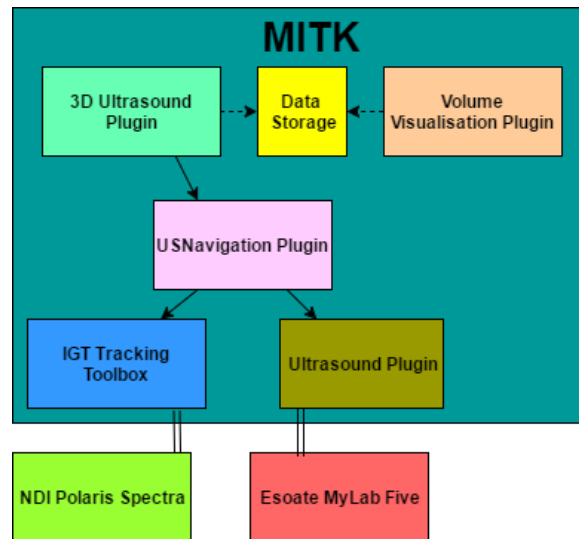 MITK
3D Ultrasound
Plugin
Data
Storage
Volume
Visualisation Plugin
USNavigation Plugin
IGT Tracking
Toolbox
Ultrasound Plugin
NDI Polaris Spectra
Esoate MyLab Five